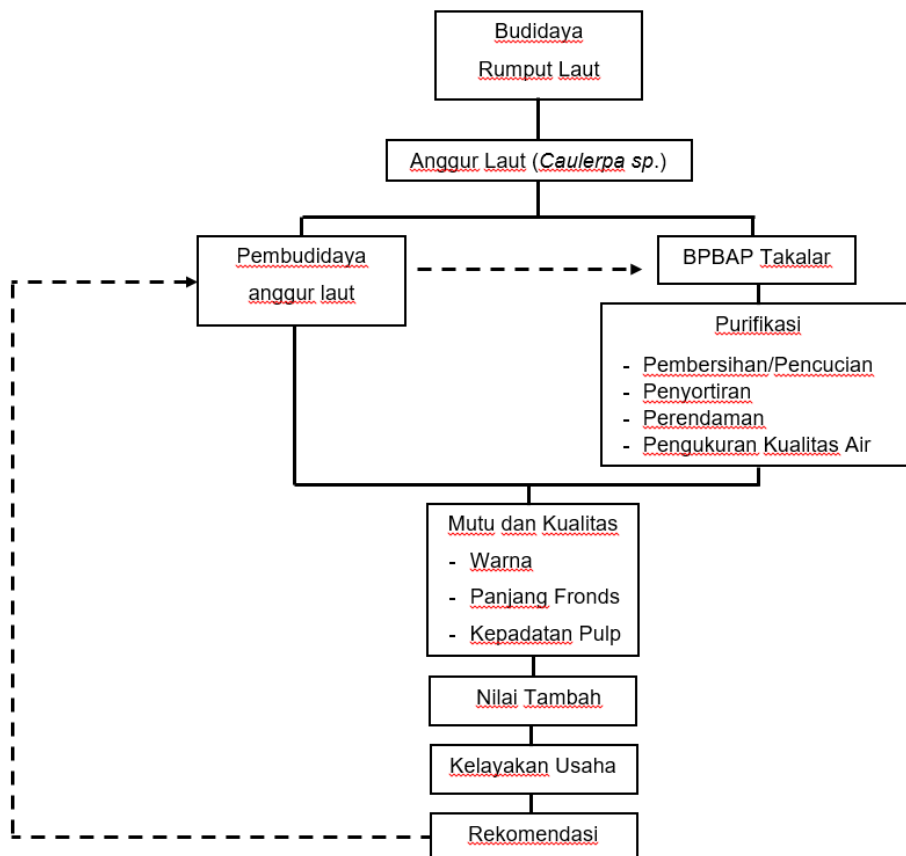 Budidaya
Rumput Laut
Anggur Laut (Caulerpa sp.)
Pembudidaya
anggur laut
BPBAP Takalar
Purifikasi
- Pembersihan/Pencucian
- Penyortiran
- Perendaman
- Pengukuran Kualitas Air
Mutu dan Kualitas
- Warna
- Panjang Fronds
- Kepadatan Pulp
Nilai Tambah
Kelayakan Usaha
Rekomendasi